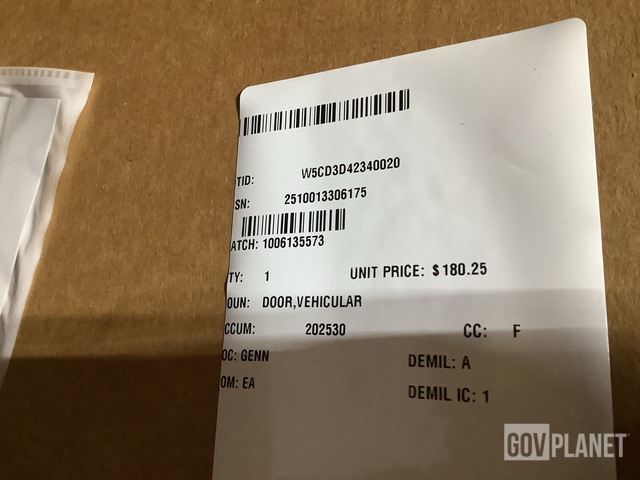 TID: W5CD3D42340020
SN: 2510013306175
ATCH: 1006135573
TY: 1 UNIT PRICE: $180.25
OUN: DOOR,VEHICULAR
CCUM: 202530 CC: F
OC: GENN DEMIL: A
OM: EA DEMIL IC: 1
GOVPLANET